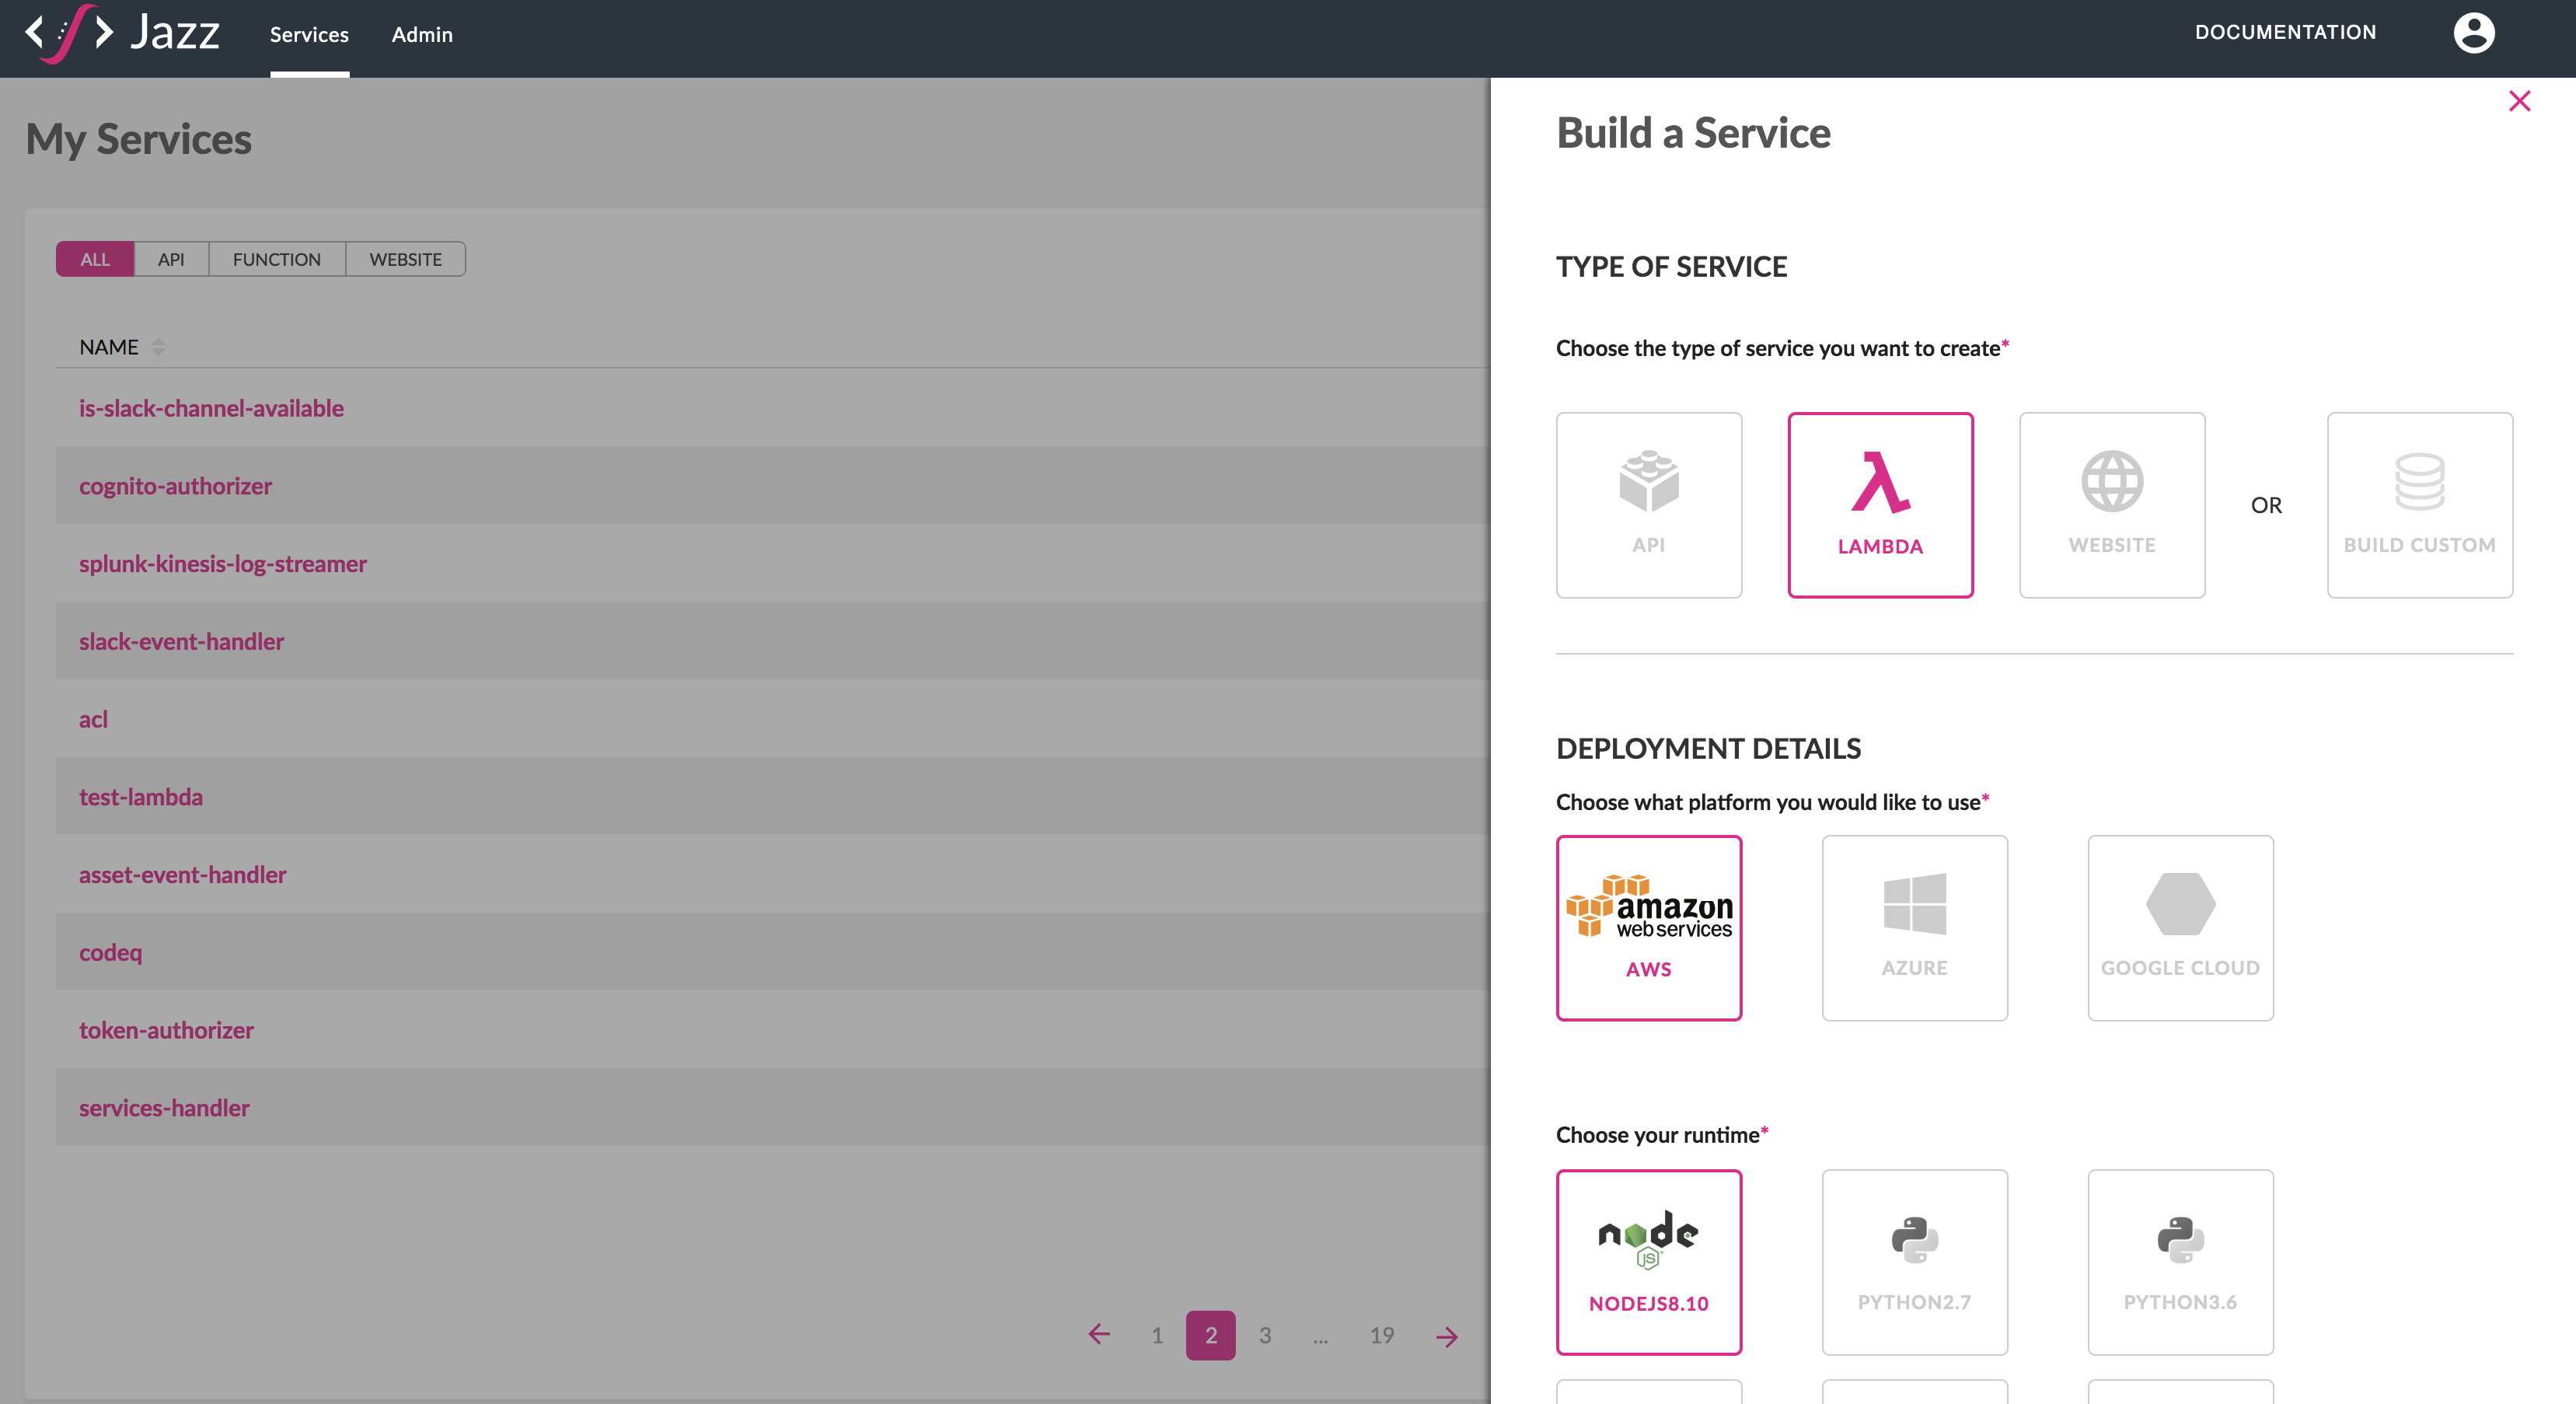 Jazz
Services
Admin
DOCUMENTATION
My Services
ALL
API
FUNCTION
WEBSITE
NAME
is-slack-channel-available
cognito-authorizer
splunk-kinesis-log-streamer
slack-event-handler
acl
test-lambda
asset-event-handler
codeq
token-authorizer
services-handler
1
2
3
...
19
Build a Service
TYPE OF SERVICE
Choose the type of service you want to create*
API
LAMBDA
WEBSITE
OR
BUILD CUSTOM
DEPLOYMENT DETAILS
Choose what platform you would like to use*
amazon
web services
AWS
AZURE
GOOGLE CLOUD
Choose your runtime*
node
JS
NODEJS8.10
PYTHON2.7
PYTHON3.6